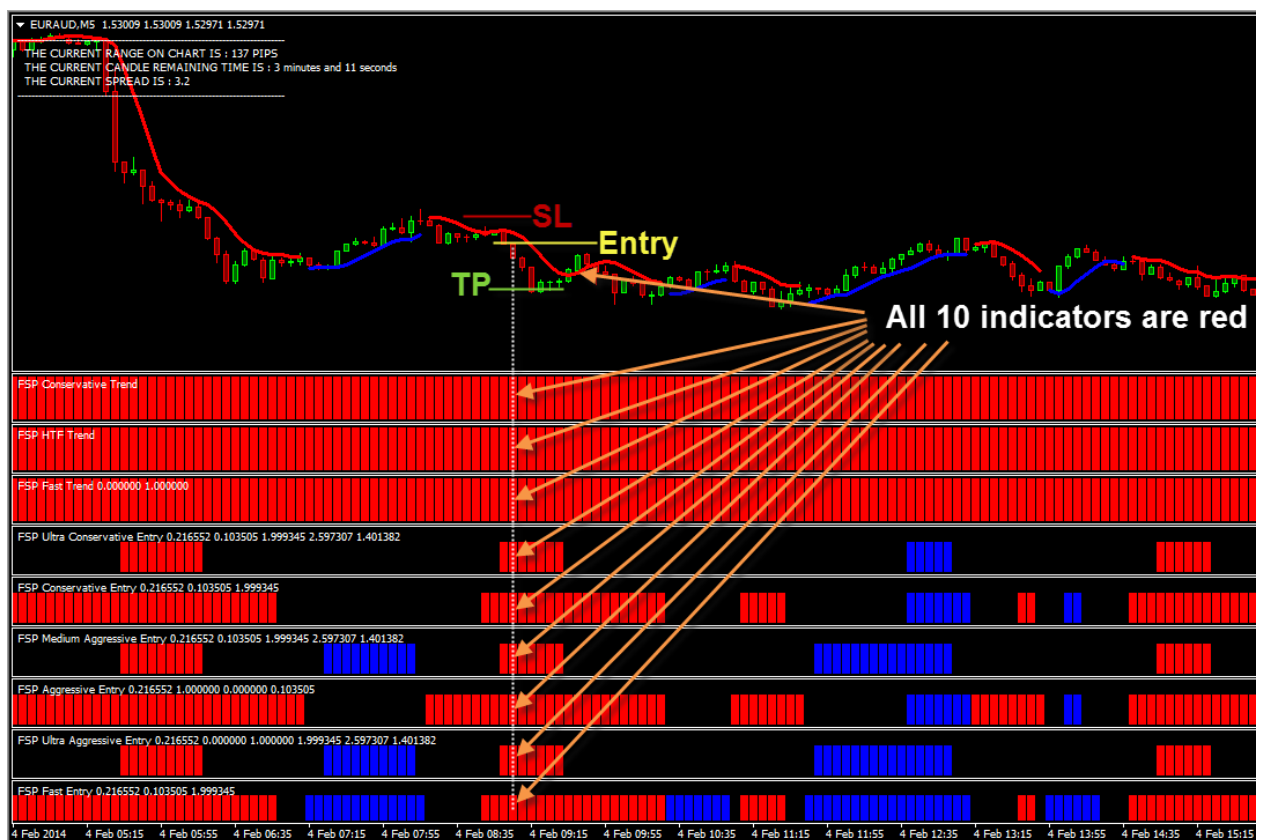 EURAUD,M5 1.53009 1.53009 1.52971 1.52971
THE CURRENT RANGE ON CHART IS : 137 PIPS
THE CURRENT CANDLE REMAINING TIME IS : 3 minutes and 11 seconds
THE CURRENT SPREAD IS : 3.2
SL
Entry
TP
All 10 indicators are red
FSP Conservative Trend
FSP HTF Trend
FSP Fast Trend 0.000000 1.000000
FSP Ultra Conservative Entry 0.216552 0.103505 1.999345 2.597307 1.401382
FSP Conservative Entry 0.216552 0.103505 1.999345
FSP Medium Aggressive Entry 0.216552 0.103505 1.999345 2.597307 1.401382
FSP Aggressive Entry 0.216552 1.000000 0.000000 0.103505
FSP Ultra Aggressive Entry 0.216552 0.000000 1.000000 1.999345 2.597307 1.401382
FSP Fast Entry 0.216552 0.103505 1.999345
4 Feb 2014 4 Feb 05:15 4 Feb 05:55 4 Feb 06:35 4 Feb 07:15 4 Feb 07:55 4 Feb 08:35 4 Feb 09:15 4 Feb 09:55 4 Feb 10:35 4 Feb 11:15 4 Feb 11:55 4 Feb 12:35 4 Feb 13:15 4 Feb 13:55 4 Feb 14:35 4 Feb 15:15